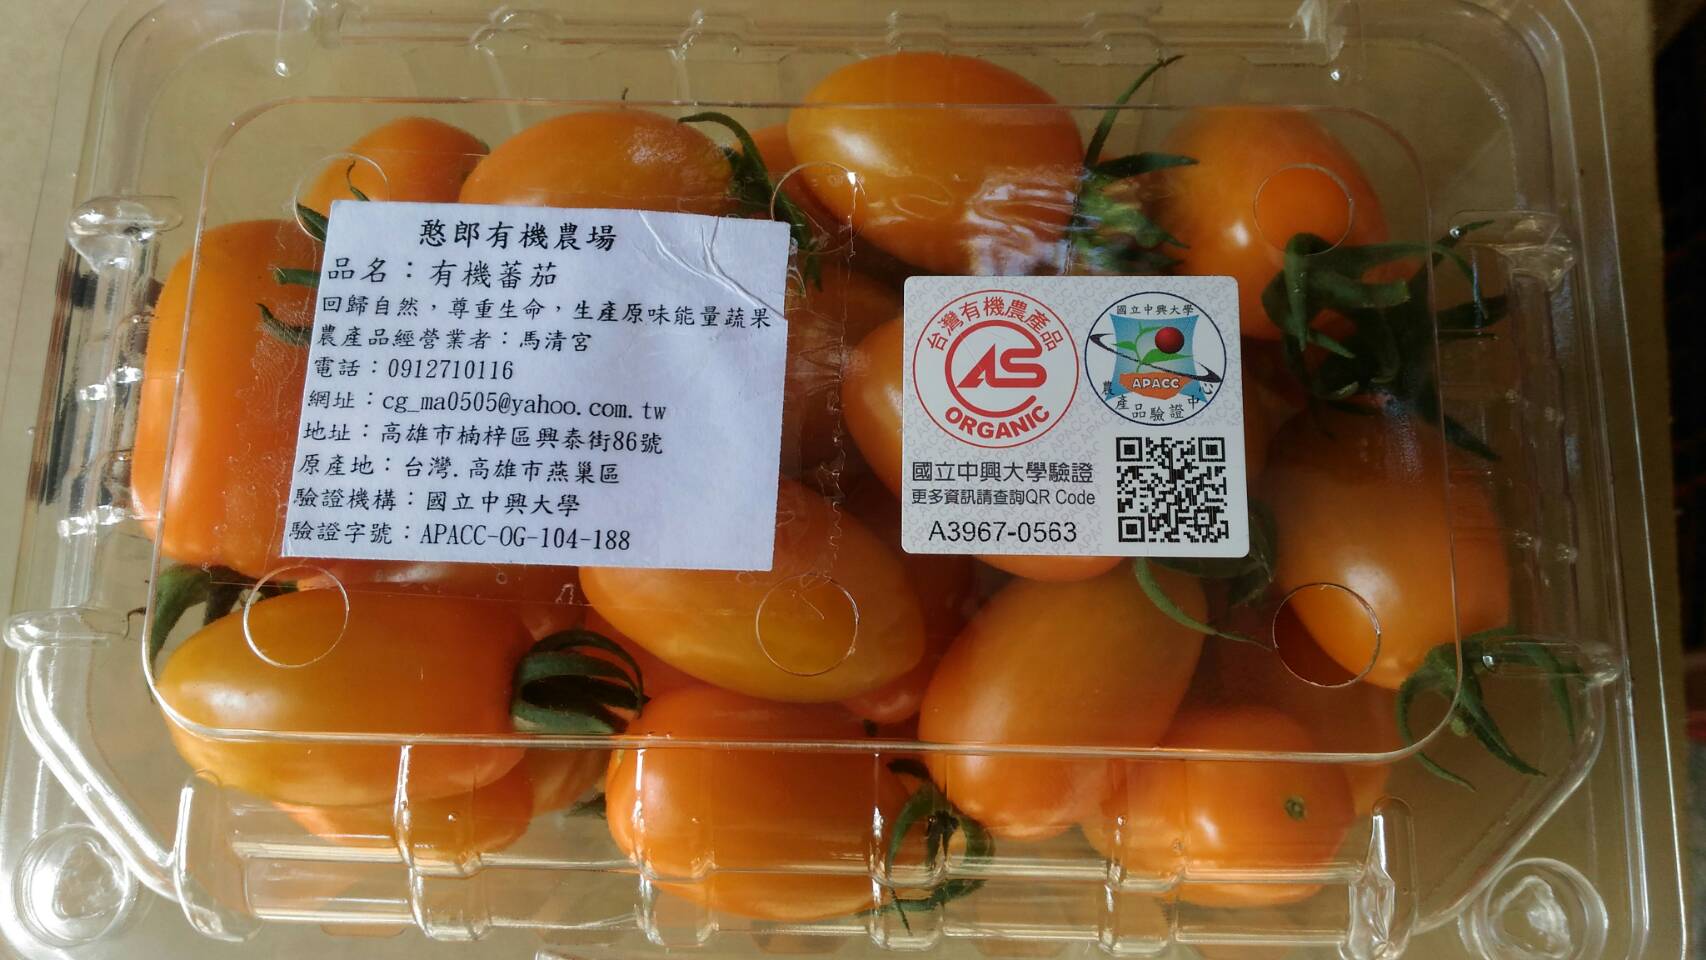 憨郎有機農場
品名：有機蕃茄
回歸自然，尊重生命，生產原味能量蔬果
農產品經營業者：馬清宮
電話：0912710116
網址：cg_ma0505@yahoo.com.tw
地址：高雄市楠梓區興泰街86號
原產地：台灣.高雄市燕巢區
驗證機構：國立中興大學
驗證字號：APACC-OG-104-188
台灣有機農產品
AS
ORGANIC
國立中興大學
APACC
農產品驗證中心
國立中興大學驗證
更多資訊請查詢QR Code
A3967-0563